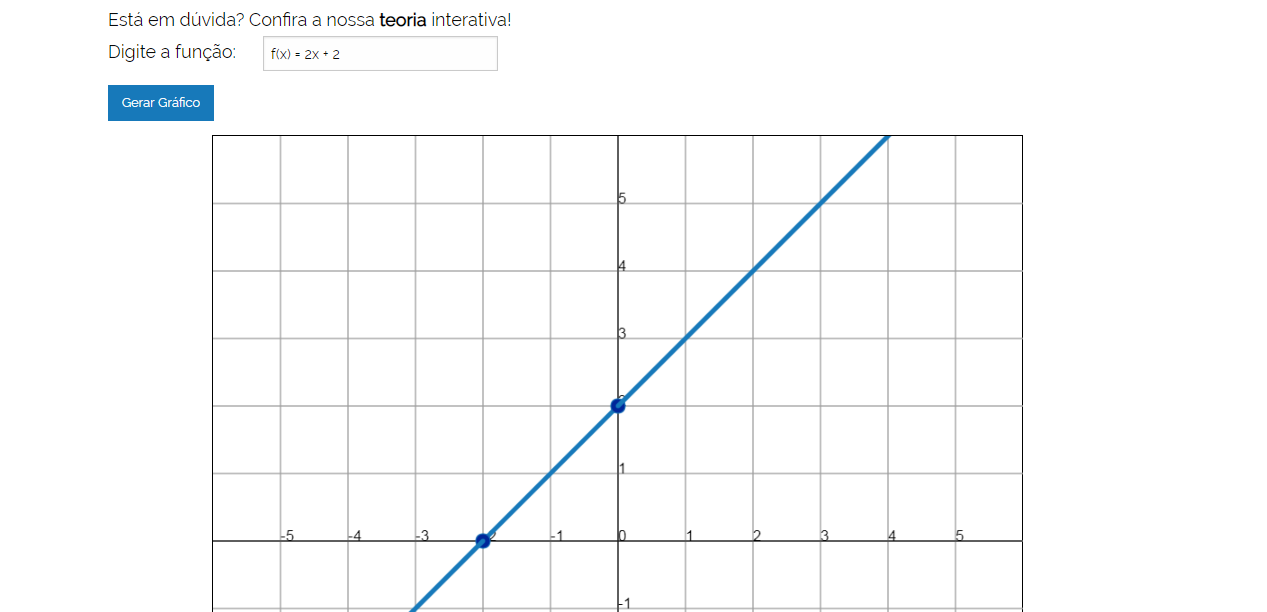 Está em dúvida? Confira a nossa teoria interativa!
Digite a função: f(x) = 2x + 2
Gerar Gráfico
5
4
3
2
1
-5 -4 -3 2 -1 0 1 2 3 4 5
-1